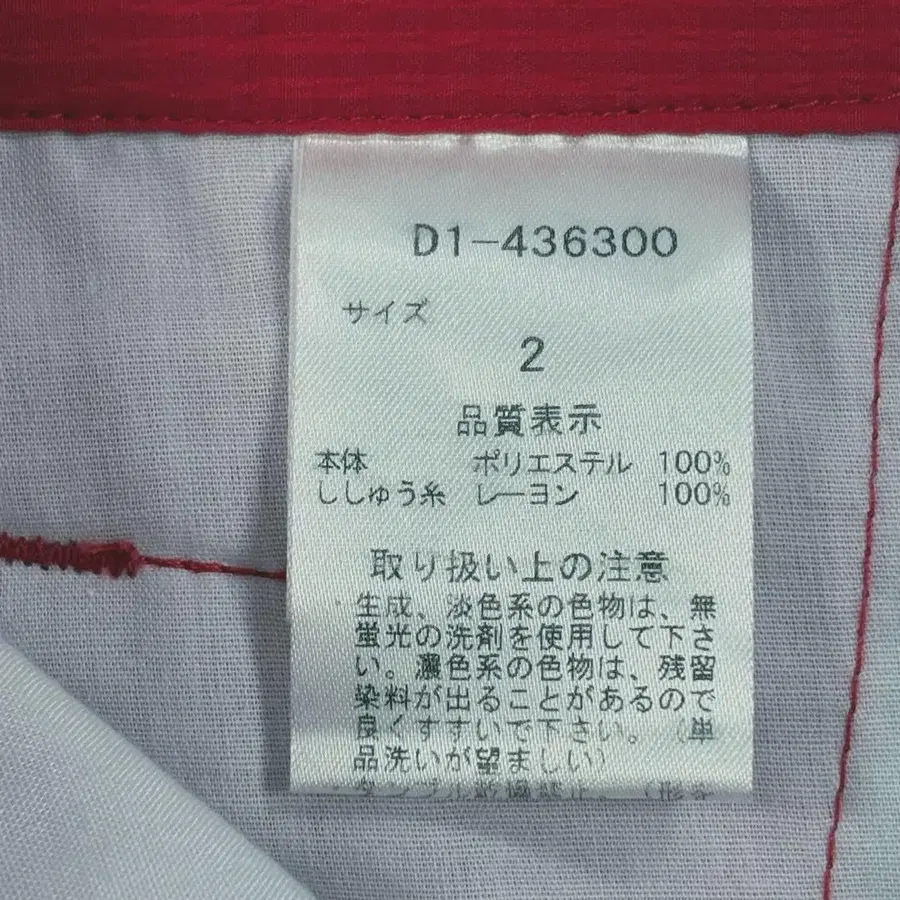 D1-436300
サイズ
2
品質表示
本体 ポリエステル 100%
ししゅう糸 レーヨン 100%
取り扱い上の注意
・生成、淡色系の色物は、無
蛍光の洗剤を使用して下さ
い。濃色系の色物は、残留
染料が出ることがあるので
良くすすいで下さい。(単
品洗いが望ましい)